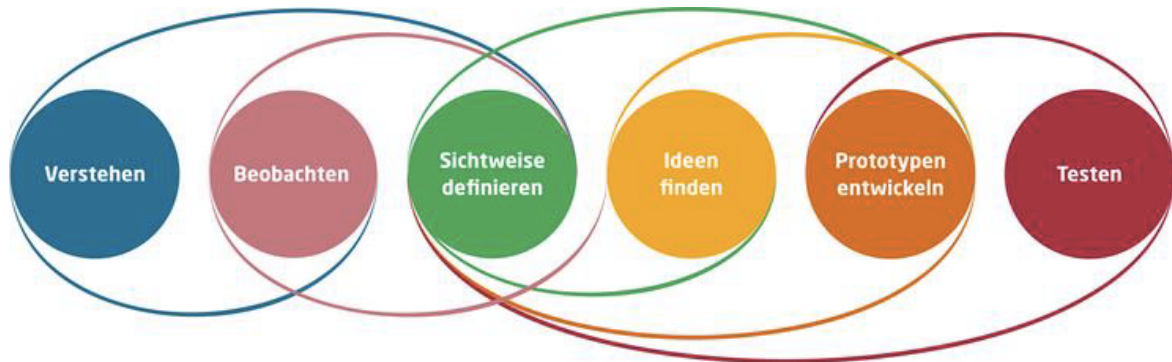 Verstehen
Beobachten
Sichtweise
definieren
Ideen
finden
Prototypen
entwickeln
Testen